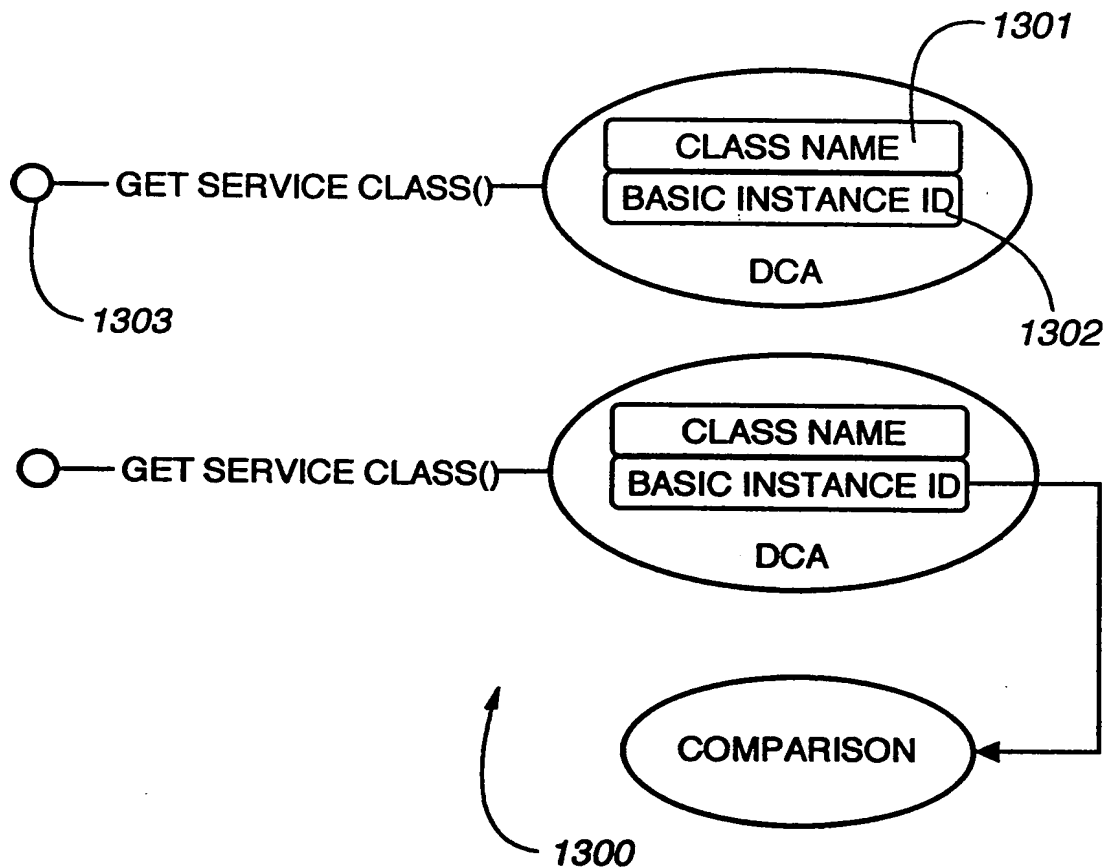 1301
CLASS NAME
GET SERVICE CLASS()
BASIC INSTANCE ID
DCA
1303
1302
CLASS NAME
GET SERVICE CLASS()
BASIC INSTANCE ID
DCA
COMPARISON
1300